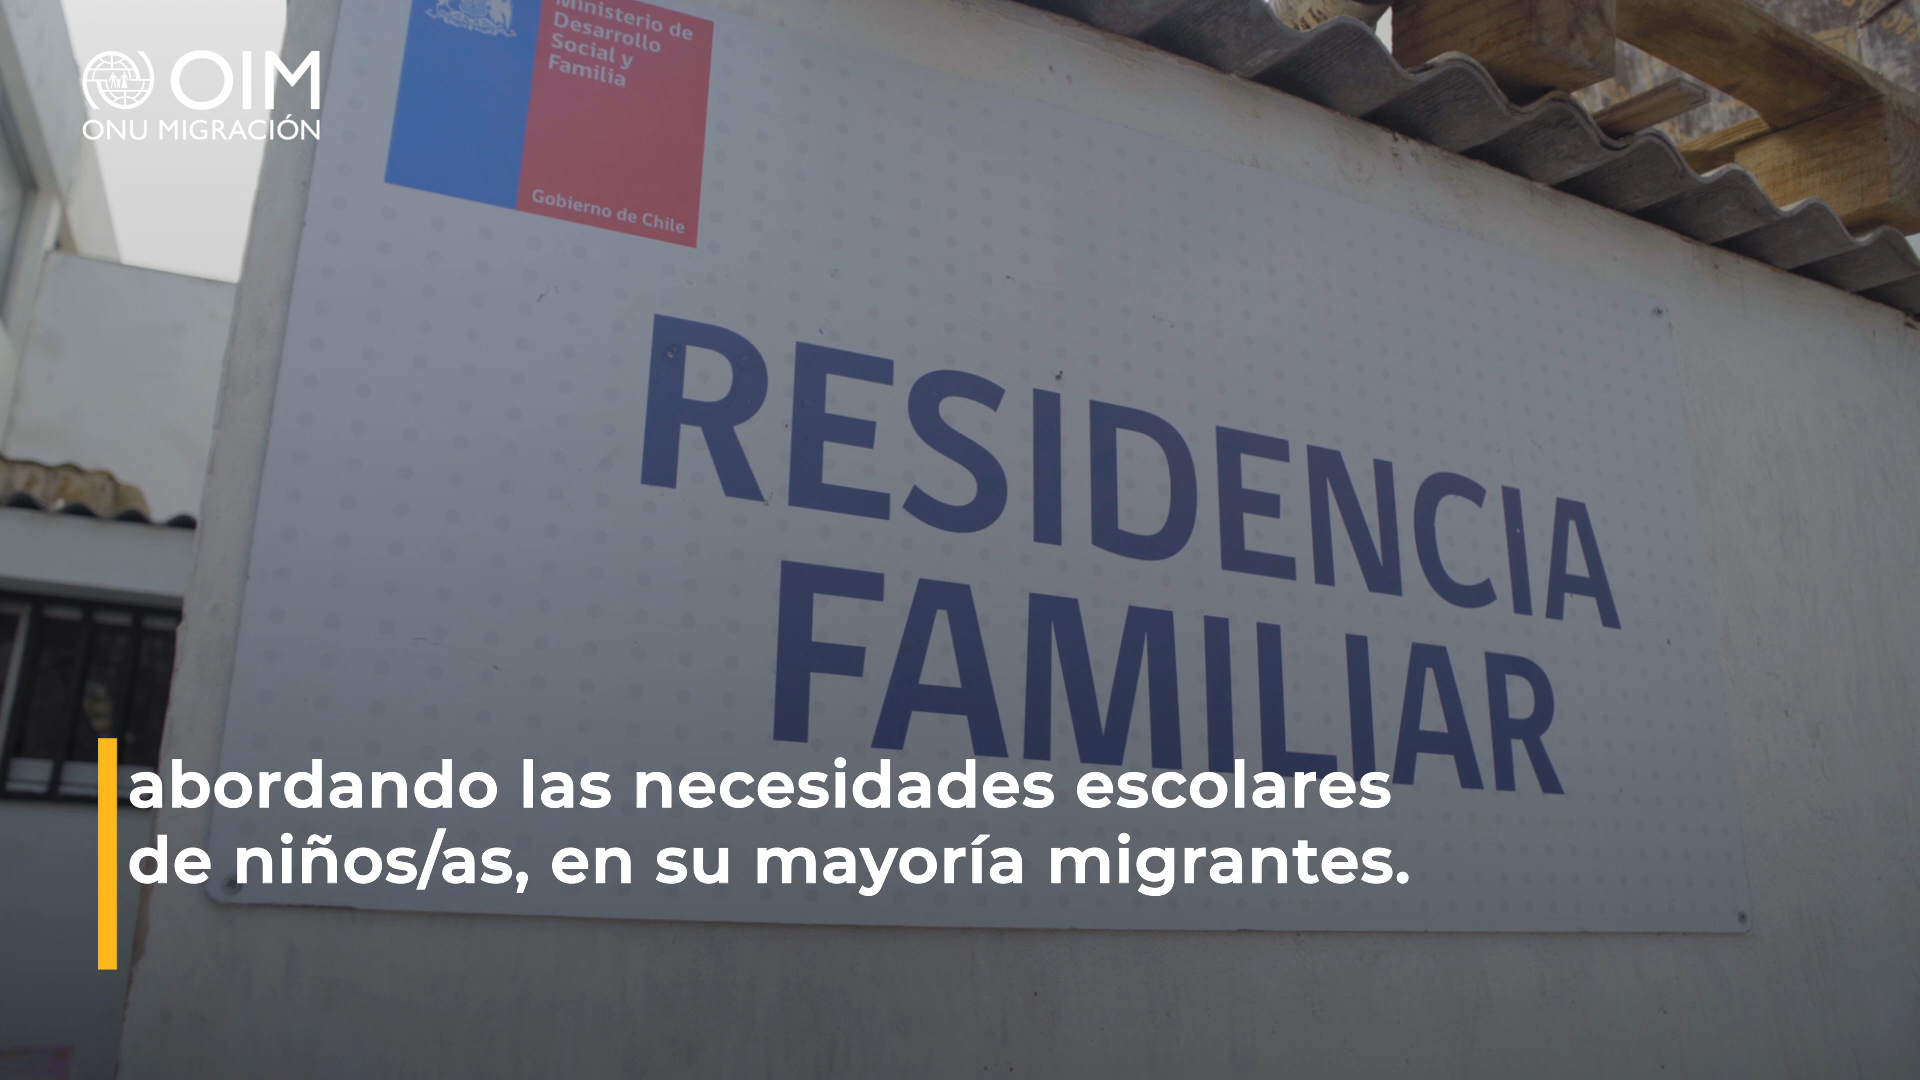 OIM
ONU MIGRACIÓN
Ministerio de
Desarrollo
Social y
Familia
Gobierno de Chile
RESIDENCIA
FAMILIAR
abordando las necesidades escolares
de niños/as, en su mayoría migrantes.